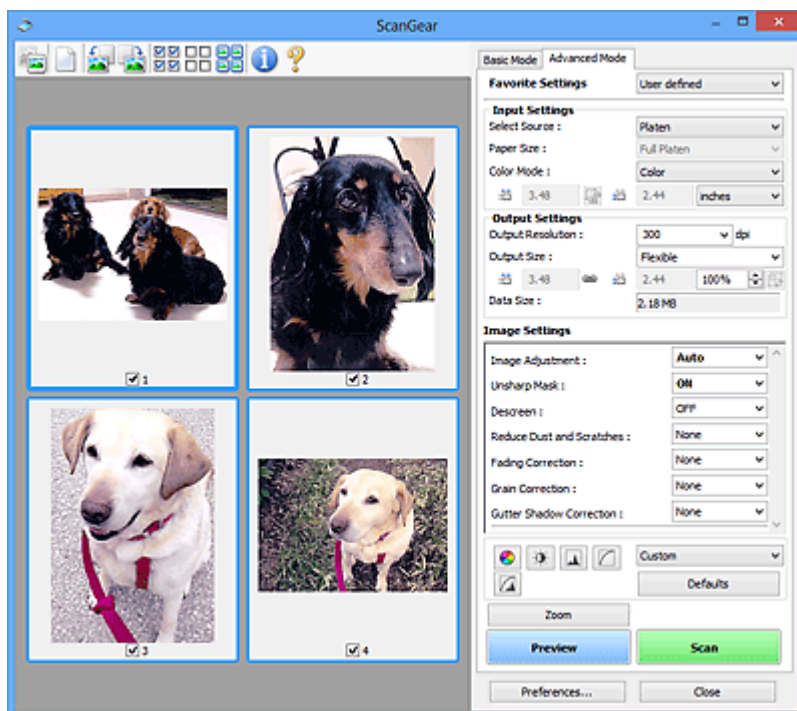 ScanGear
Basic Mode Advanced Mode
Favorite Settings User defined
Input Settings
Select Source : Platen
Paper Size : Full Platen
Color Mode : Color
3.48 2.44 inches
Output Settings
Output Resolution : 300 dpi
Output Size : Flexible
3.48 2.44 100%
Data Size : 2.18 MB
Image Settings
Image Adjustment : Auto
Unsharp Mask : ON
Descreen : OFF
Reduce Dust and Scratches : None
Fading Correction : None
Grain Correction : None
Gutter Shadow Correction : None
Custom
Defaults
Zoom
Preview Scan
Preferences... Close
1 2
3 4